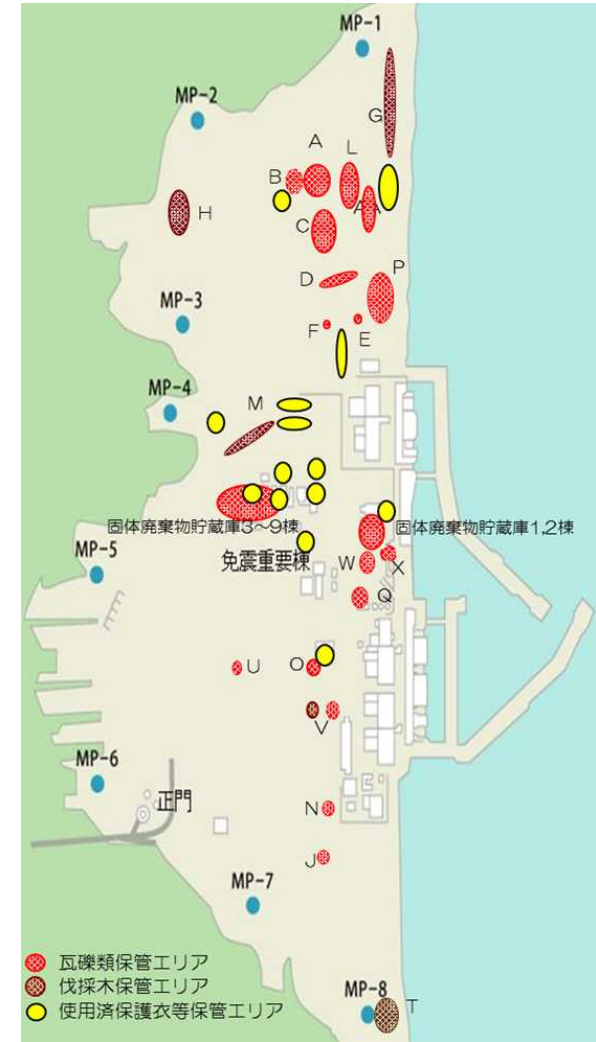 MP-1
G
MP-2
A
L
B
AA
H
C
P
D
MP-3
F
E
MP-4
M
固体廃棄物貯蔵庫3~9棟
固体廃棄物貯蔵庫1,2棟
免震重要棟
W
X
MP-5
Q
U
O
V
MP-6
正門
N
J
MP-7
瓦礫類保管エリア
伐採木保管エリア
MP-8
T
使用済保護衣等保管エリア